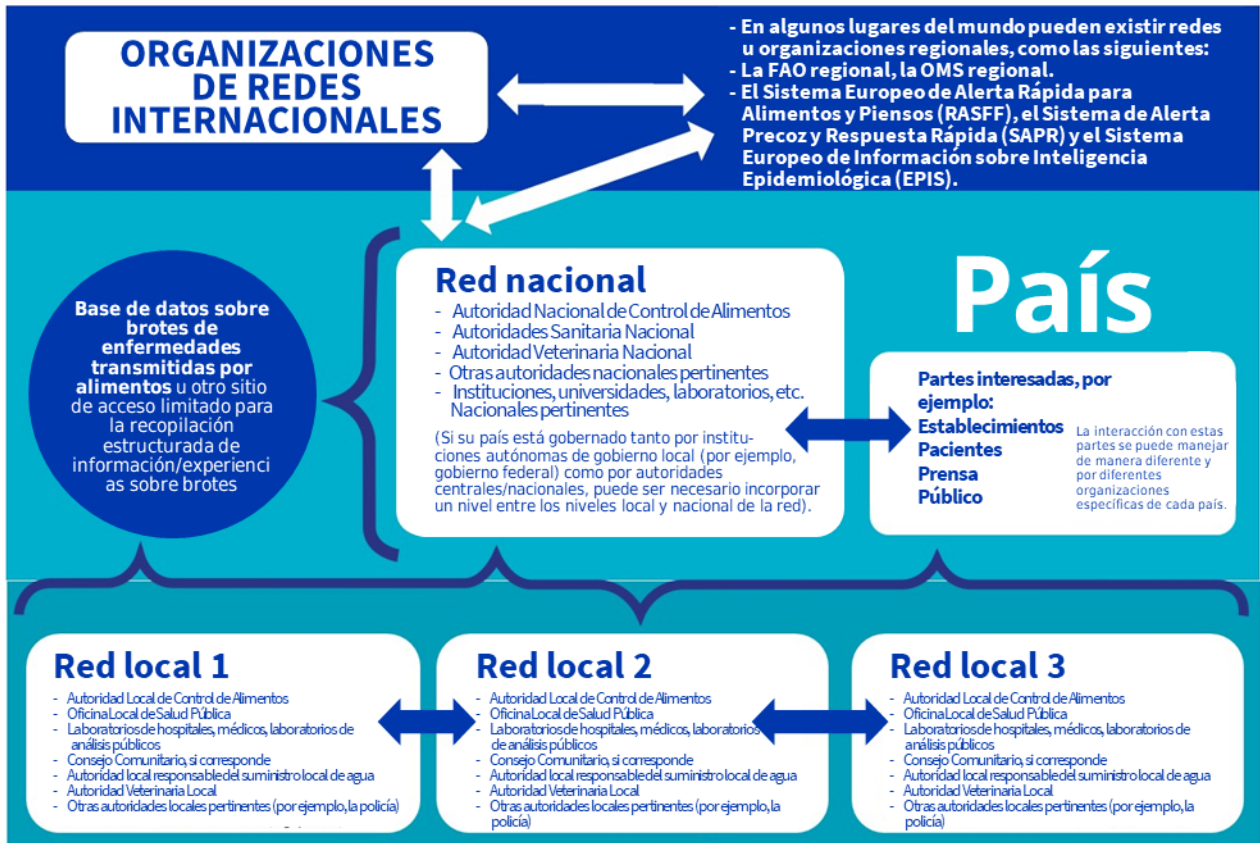 ORGANIZACIONES
DE REDES
INTERNACIONALES
- En algunos lugares del mundo pueden existir redes
u organizaciones regionales, como las siguientes:
- La FAO regional, la OMS regional.
- El Sistema Europeo de Alerta Rápida para
Alimentos y Piensos (RASFF), el Sistema de Alerta
Precoz y Respuesta Rápida (SAPR) y el Sistema
Europeo de Información sobre Inteligencia
Epidemiológica (EPIS).
Base de datos sobre
brotes de
enfermedades
transmitidas por
alimentos u otro sitio
de acceso limitado para
la recopilación
estructurada de
información/experienci
as sobre brotes
Red nacional
- Autoridad Nacional de Control de Alimentos
- Autoridades Sanitaria Nacional
- Autoridad Veterinaria Nacional
- Otras autoridades nacionales pertinentes
- Instituciones, universidades, laboratorios, etc.
Nacionales pertinentes
(Si su país está gobernado tanto por institu-
ciones autónomas de gobierno local (por ejemplo,
gobierno federal) como por autoridades
centrales/nacionales, puede ser necesario incorporar
un nivel entre los niveles local y nacional de la red).
País
Partes interesadas, por
ejemplo:
Establecimientos
Pacientes
Prensa
Público
La interacción con estas
partes se puede manejar
de manera diferente y
por diferentes
organizaciones
específicas de cada país.
Red local 1
- Autoridad Local de Control de Alimentos
- Oficina Local de Salud Pública
- Laboratorios de hospitales, médicos, laboratorios de
análisis públicos
- Consejo Comunitario, si corresponde
- Autoridad local responsable del suministro local de agua
- Autoridad Veterinaria Local
- Otras autoridades locales pertinentes (por ejemplo, la policía)
Red local 2
- Autoridad Local de Control de Alimentos
- Oficina Local de Salud Pública
- Laboratorios de hospitales, médicos, laboratorios
de análisis públicos
- Consejo Comunitario, si corresponde
- Autoridad local responsable del suministro local de agua
- Autoridad Veterinaria Local
- Otras autoridades locales pertinentes (por ejemplo, la
policía)
Red local 3
- Autoridad Local de Control de Alimentos
- Oficina Local de Salud Pública
- Laboratorios de hospitales, médicos, laboratorios de
análisis públicos
- Consejo Comunitario, si corresponde
- Autoridad local responsable del suministro local de agua
- Autoridad Veterinaria Local
- Otras autoridades locales pertinentes (por ejemplo, la
policía)